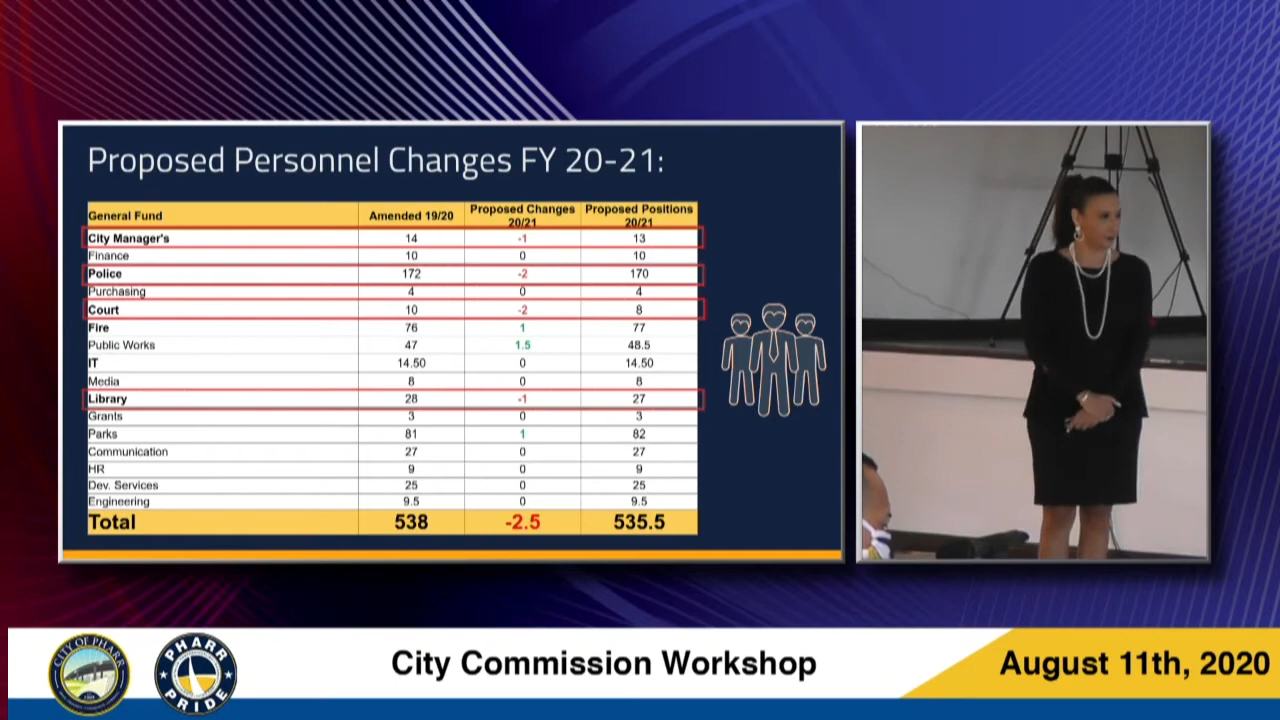 Proposed Personnel Changes FY 20-21:
General Fund Amended 19/20 Proposed Changes 20/21 Proposed Positions 20/21
City Manager's 14 -1 13
Finance 10 0 10
Police 172 -2 170
Purchasing 4 0 4
Court 10 -2 8
Fire 76 1 77
Public Works 47 1.5 48.5
IT 14.50 0 14.50
Media 8 0 8
Library 28 -1 27
Grants 3 0 3
Parks 81 1 82
Communication 27 0 27
HR 9 0 9
Dev. Services 25 0 25
Engineering 9.5 0 9.5
Total 538 -2.5 535.5
CITY OF PHARR
PHARR
PRIDE
City Commission Workshop
August 11th, 2020